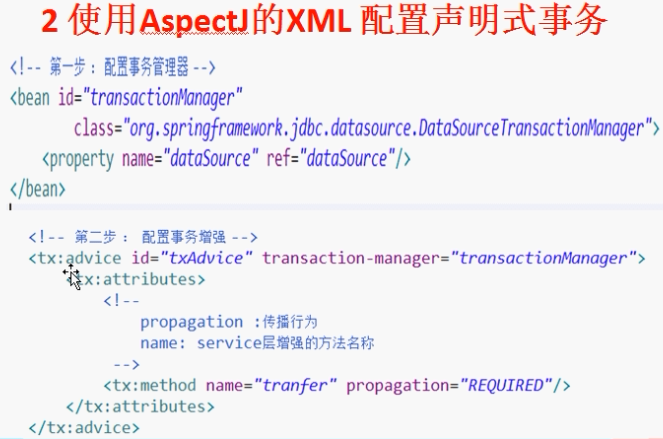 2 使用AspectJ的XML 配置声明式事务
<!-- 第一步：配置事务管理器 -->
<bean id="transactionManager"
class="org.springframework.jdbc.datasource.DataSourceTransactionManager">
<property name="dataSource" ref="dataSource"/>
</bean>
<!-- 第二步： 配置事务增强 -->
<tx:advice id="txAdvice" transaction-manager="transactionManager">
<tx:attributes>
<!--
propagation :传播行为
name: service层增强的方法名称
-->
<tx:method name="tranfer" propagation="REQUIRED"/>
</tx:attributes>
</tx:advice>